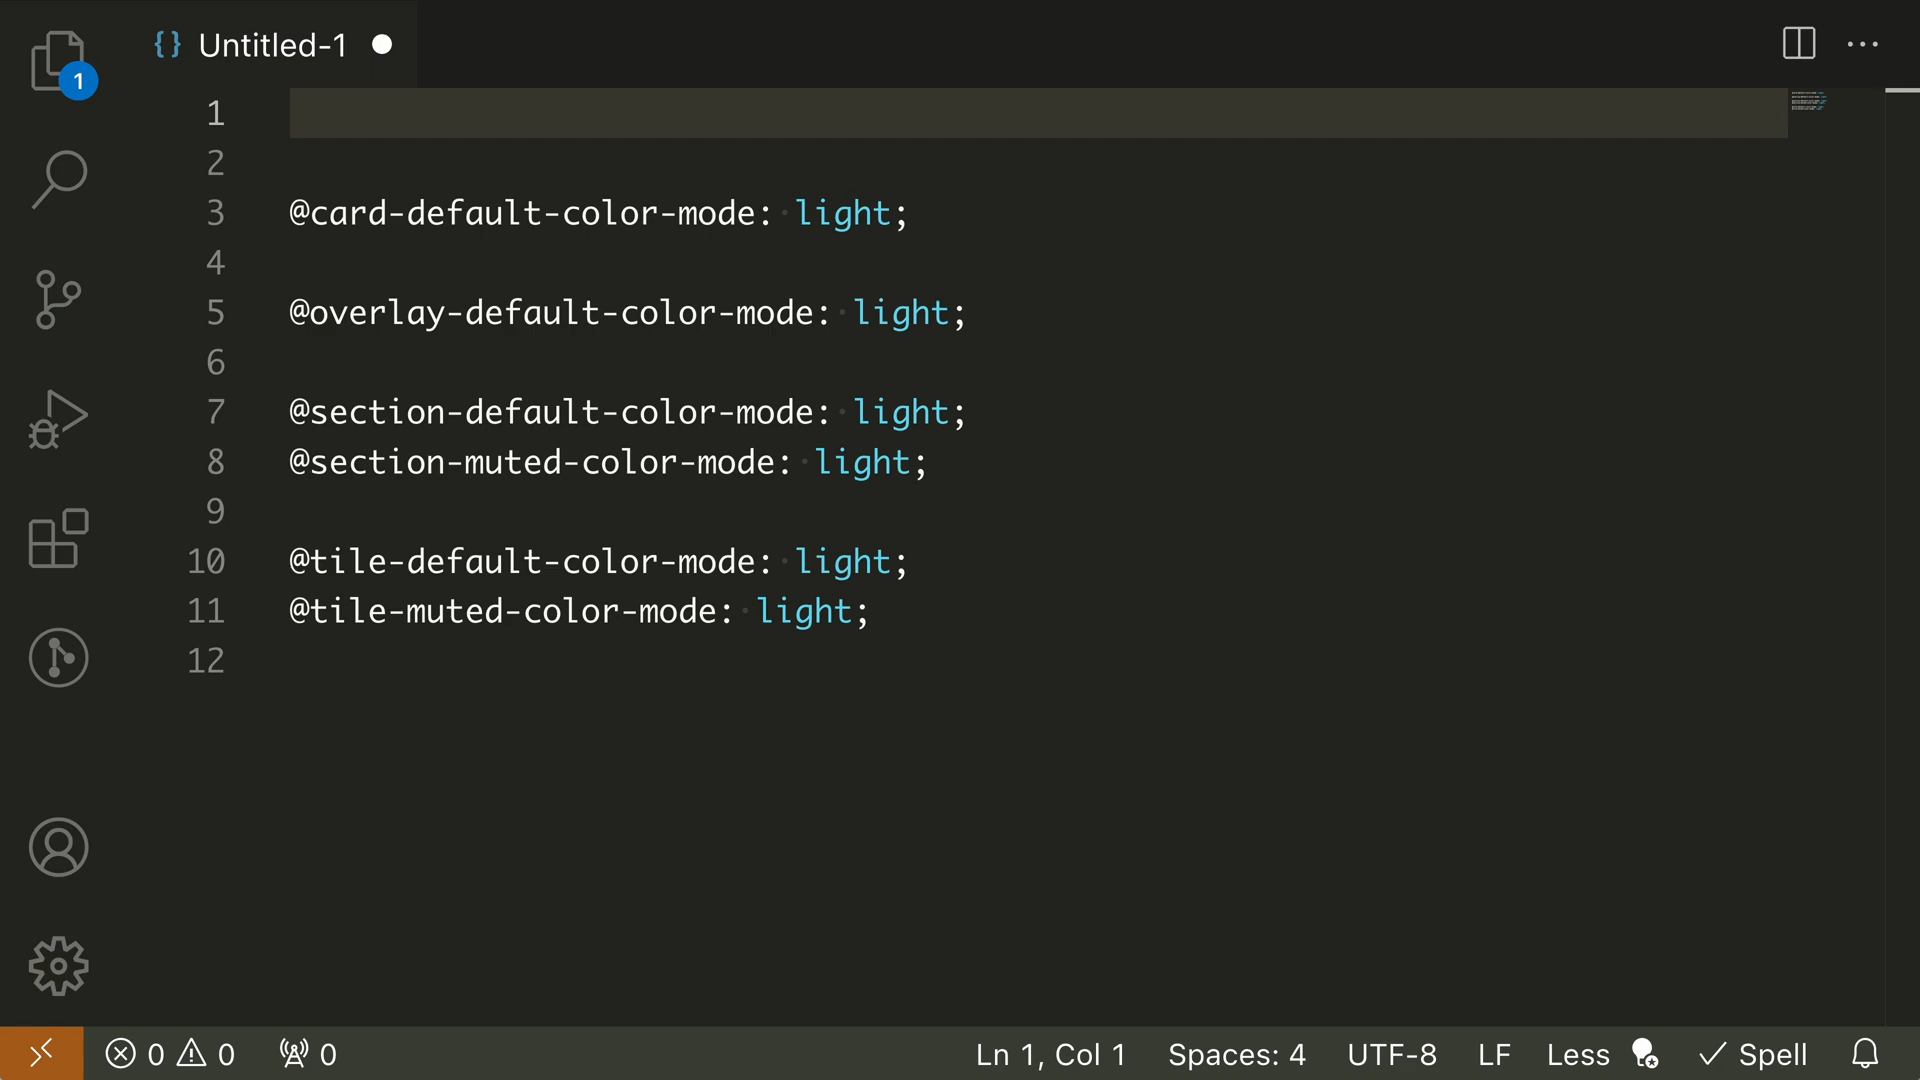 {} Untitled-1
1
1
2
3 @card-default-color-mode: light;
4
5 @overlay-default-color-mode: light;
6
7 @section-default-color-mode: light;
8 @section-muted-color-mode: light;
9
10 @tile-default-color-mode: light;
11 @tile-muted-color-mode: light;
12
0 0 0 Ln 1, Col 1 Spaces: 4 UTF-8 LF Less Spell